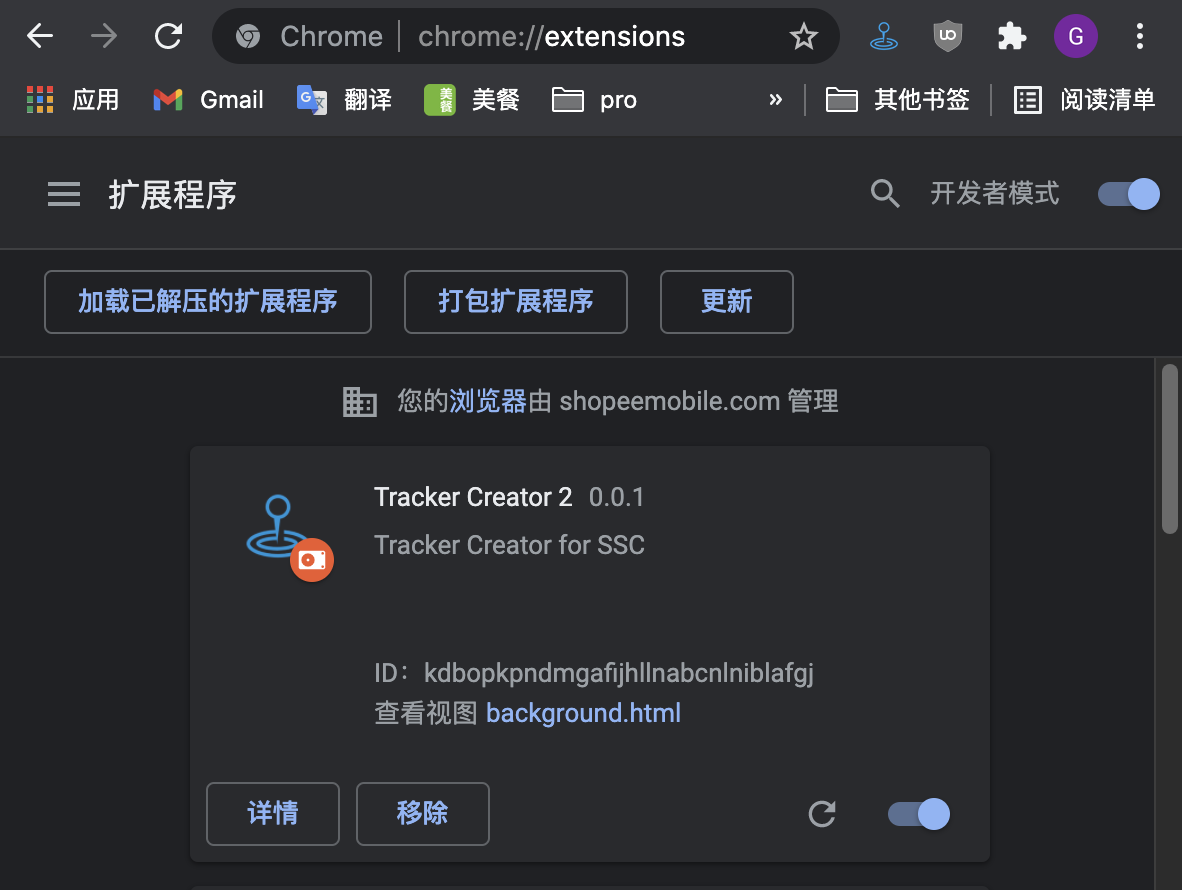 Chrome | chrome://extensions
UO
G
应用 Gmail 翻译 美餐 美餐 pro » 其他书签 阅读清单
扩展程序 开发者模式
加载已解压的扩展程序 打包扩展程序 更新
您的浏览器由 shopeemobile.com 管理
Tracker Creator 2 0.0.1
Tracker Creator for SSC
ID：kdbopkpndmgafijhllnabcnlniblafgj
查看视图 background.html
详情 移除